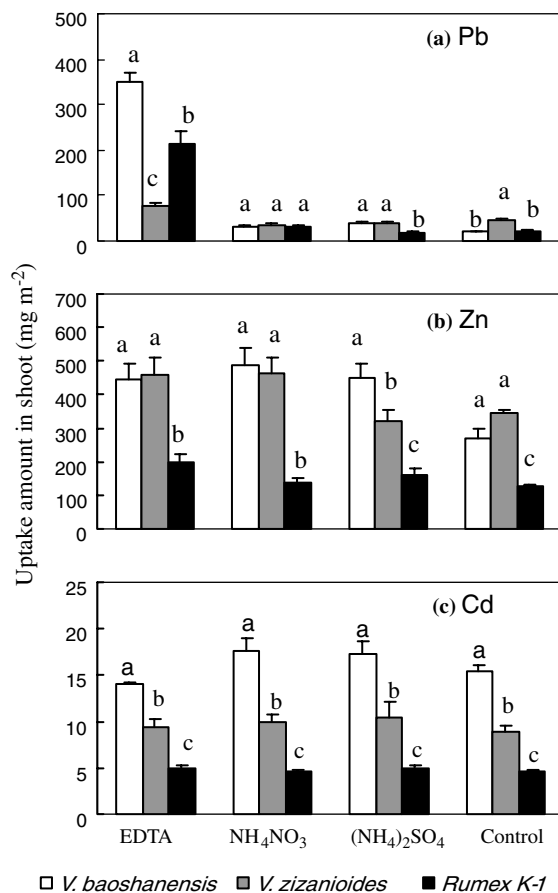 Uptake amount in shoot (mg m⁻²)
(a) Pb
500
400
300
200
100
0
a
c
b
a a a
a a b
b a b
(b) Zn
700
600
500
400
300
200
100
0
a a b
a a b
a b c
a a c
(c) Cd
25
20
15
10
5
0
a b c
a b c
a b c
a b c
EDTA NH₄NO₃ (NH₄)₂SO₄ Control
V. baoshanensis V. zizanioides Rumex K-1